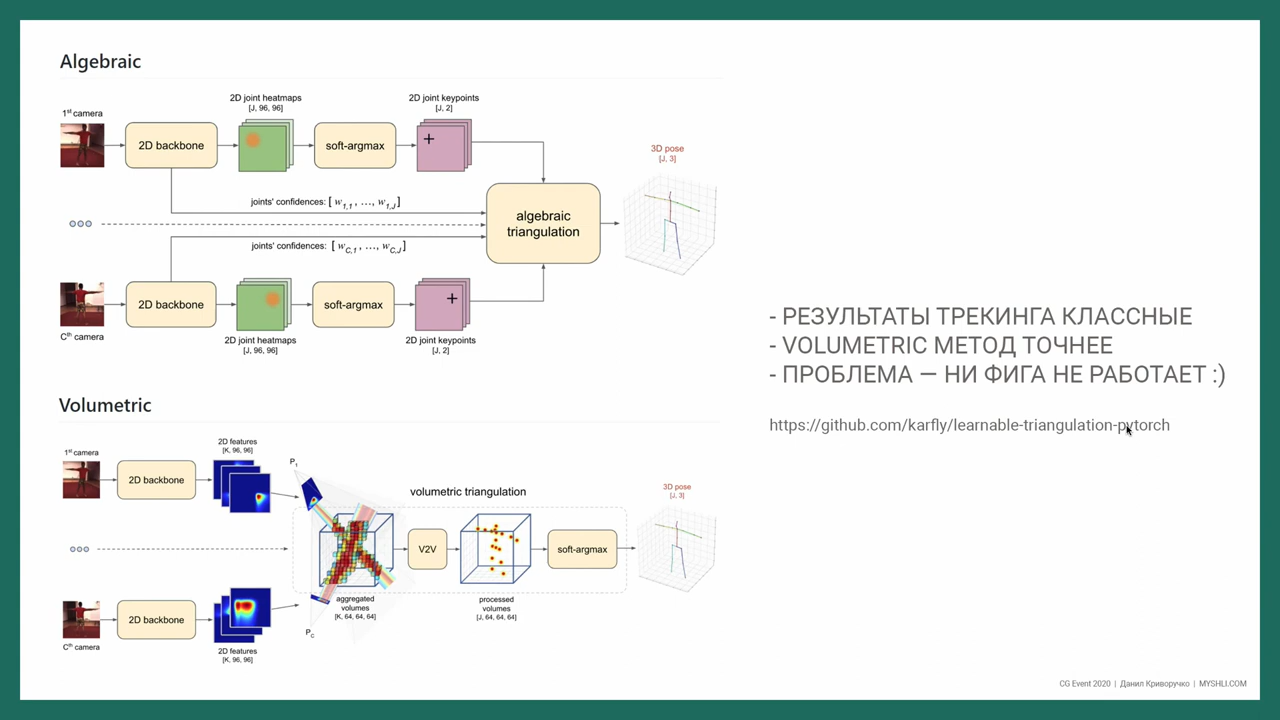 Algebraic
1st camera
2D joint heatmaps
[J, 96, 96]
2D joint keypoints
[J, 2]
2D backbone
soft-argmax
3D pose
[J, 3]
joints' confidences: [ w1,1 , ..., w1,J ]
algebraic
triangulation
joints' confidences: [ wC,1 , ..., wC,J ]
2D backbone
soft-argmax
Cth camera
2D joint heatmaps
[J, 96, 96]
2D joint keypoints
[J, 2]
Volumetric
1st camera
2D features
[K, 96, 96]
2D backbone
P1
volumetric triangulation
3D pose
[J, 3]
V2V
soft-argmax
aggregated
volumes
[K, 64, 64, 64]
processed
volumes
[J, 64, 64, 64]
2D backbone
PC
Cth camera
2D features
[K, 96, 96]
- РЕЗУЛЬТАТЫ ТРЕКИНГА КЛАССНЫЕ
- VOLUMETRIC МЕТОД ТОЧНЕЕ
- ПРОБЛЕМА — НИ ФИГА НЕ РАБОТАЕТ :)
https://github.com/karfly/learnable-triangulation-pytorch
CG Event 2020 | Данил Криворучко | MYSHLI.COM